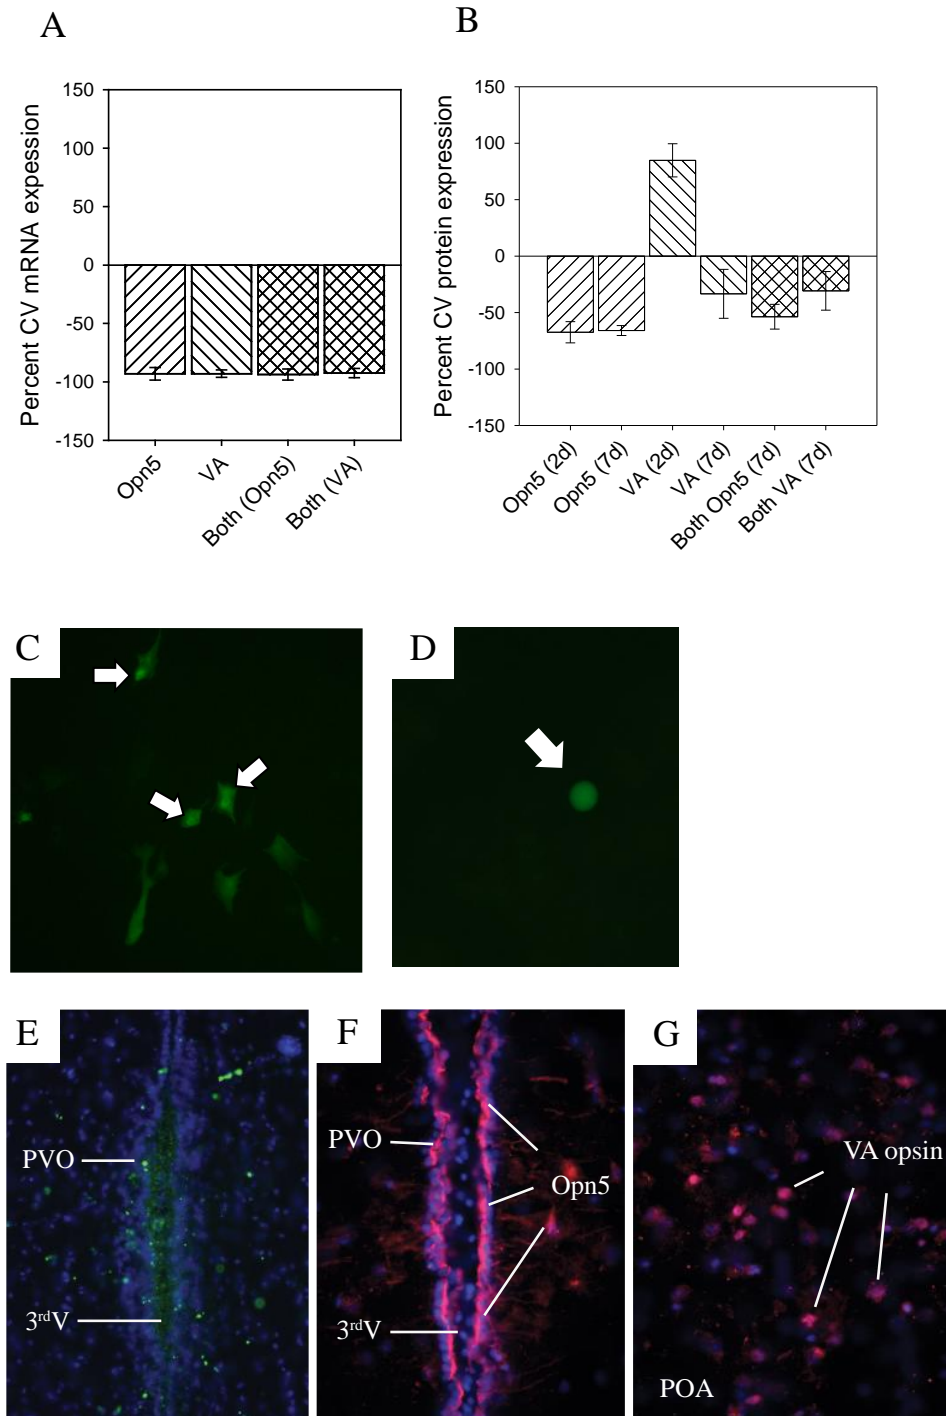 A
B
Percent CV mRNA expession
150
100
50
0
-50
-100
-150
Opn5
VA
Both (Opn5)
Both (VA)
Percent CV protein expression
150
100
50
0
-50
-100
-150
Opn5 (2d)
Opn5 (7d)
VA (2d)
VA (7d)
Both Opn5 (7d)
Both VA (7d)
C
D
E
PVO
3rdV
F
PVO
Opn5
3rdV
G
VA opsin
POA